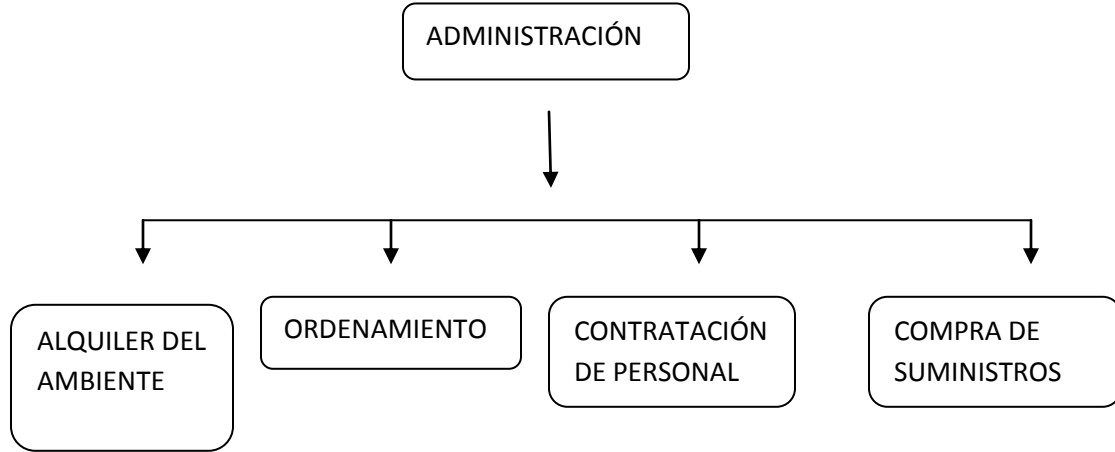 ADMINISTRACIÓN
ALQUILER DEL
AMBIENTE
ORDENAMIENTO
CONTRATACIÓN
DE PERSONAL
COMPRA DE
SUMINISTROS